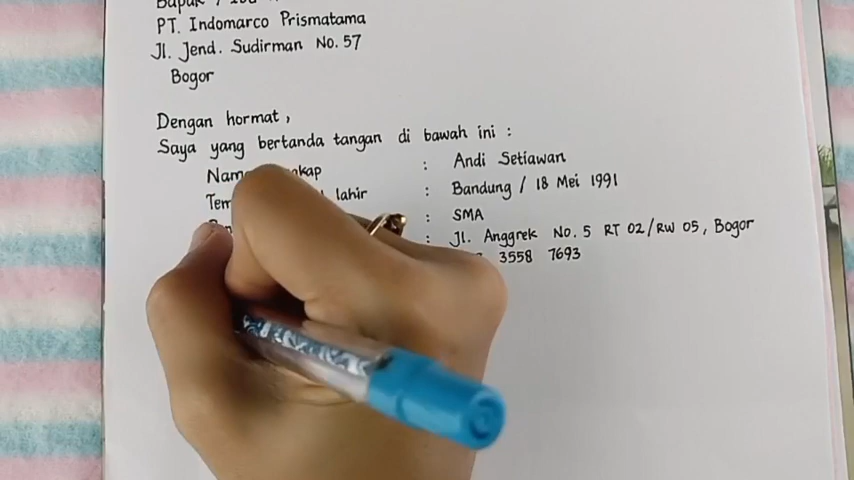 PT. Indomarco Prismatama
Jl. Jend. Sudirman No. 57
Bogor
Dengan hormat,
Saya yang bertanda tangan di bawah ini :
: Andi Setiawan
lahir : Bandung / 18 Mei 1991
: SMA
: Jl. Anggrek No. 5 RT 02/RW 05, Bogor
3558 7693